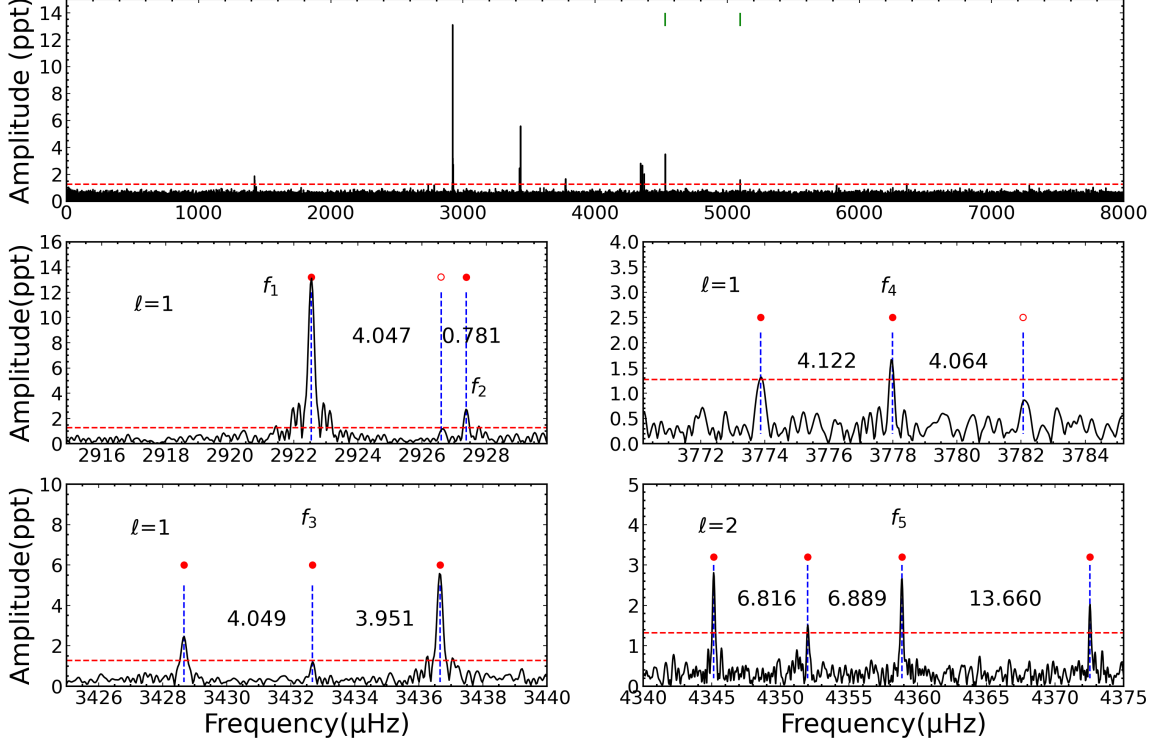 Amplitude (ppt)
14
12
10
8
6
4
2
0
0 1000 2000 3000 4000 5000 6000 7000 8000
Amplitude(ppt)
16
14
12
10
8
6
4
2
0
ℓ=1
f1
4.047
0.781
f2
2916 2918 2920 2922 2924 2926 2928
4.0
3.5
3.0
2.5
2.0
1.5
1.0
0.5
0.0
ℓ=1
f4
4.122
4.064
3772 3774 3776 3778 3780 3782 3784
Amplitude(ppt)
10
8
6
4
2
0
ℓ=1
f3
4.049
3.951
3426 3428 3430 3432 3434 3436 3438 3440
Frequency(μHz)
5
4
3
2
1
0
ℓ=2
f5
6.816
6.889
13.660
4340 4345 4350 4355 4360 4365 4370 4375
Frequency(μHz)